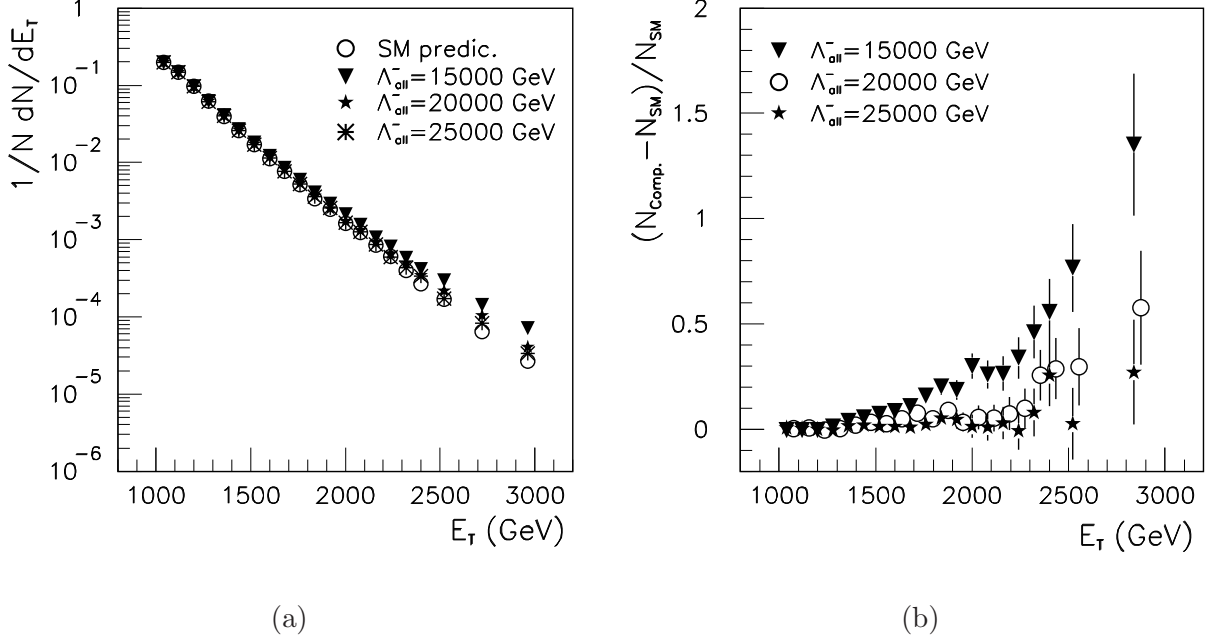 1/N dN/dE_T
1
10^-1
10^-2
10^-3
10^-4
10^-5
10^-6
SM predic.
Λ^-_all=15000 GeV
Λ^-_all=20000 GeV
Λ^-_all=25000 GeV
1000 1500 2000 2500 3000
E_T (GeV)
(a)
(N_Comp.−N_SM)/N_SM
2
1.5
1
0.5
0
Λ^-_all=15000 GeV
Λ^-_all=20000 GeV
Λ^-_all=25000 GeV
1000 1500 2000 2500 3000
E_T (GeV)
(b)